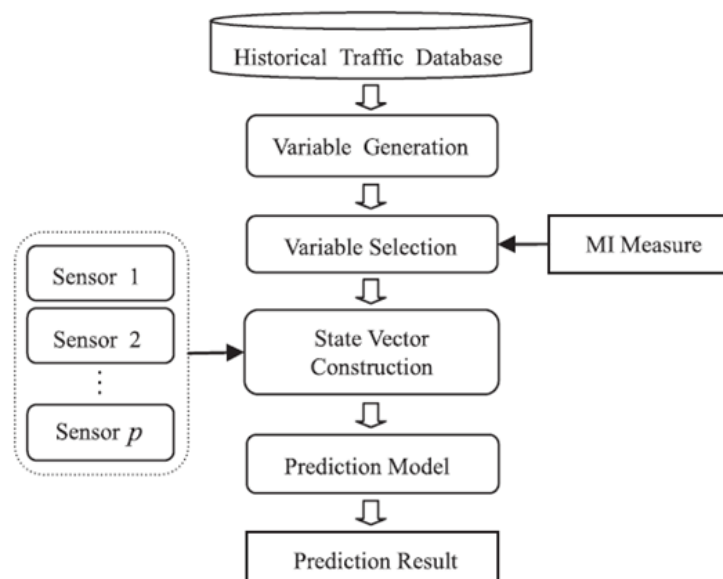 Historical Traffic Database
Variable Generation
Variable Selection
MI Measure
Sensor 1
Sensor 2
⋮
Sensor p
State Vector
Construction
Prediction Model
Prediction Result